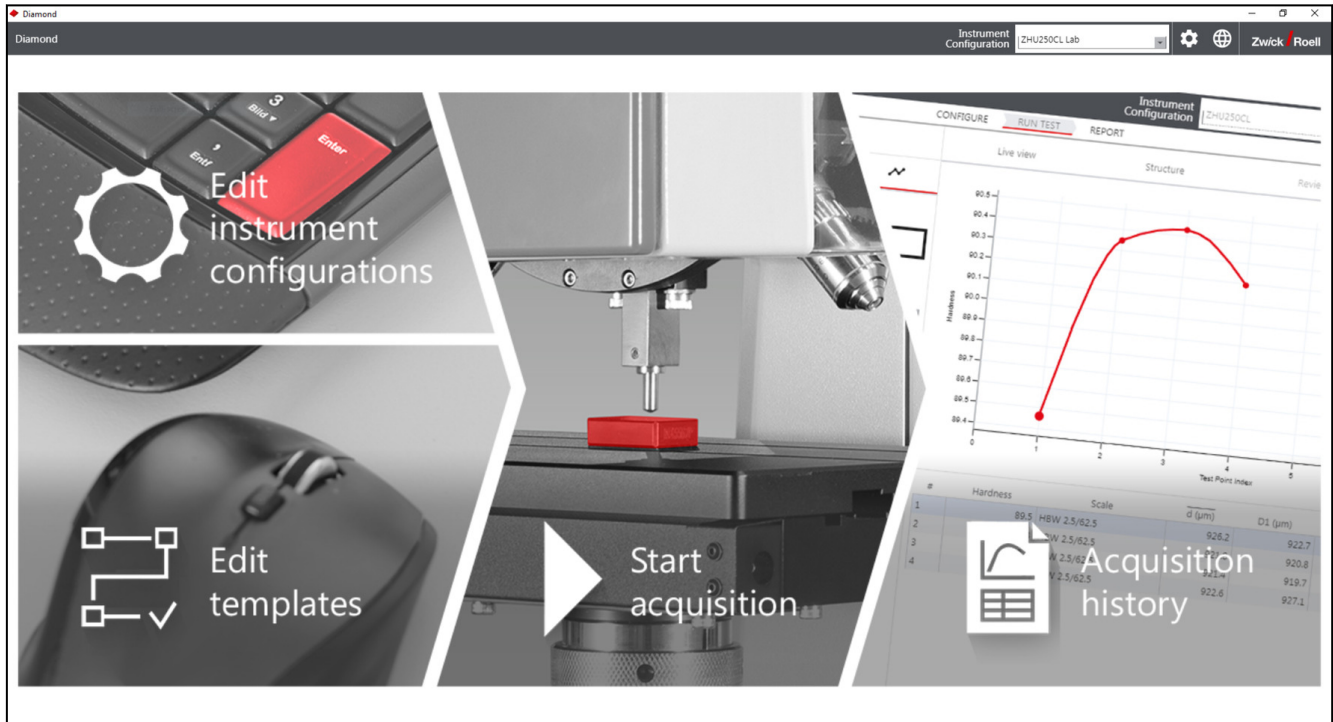 Diamond
Diamond
Instrument
Configuration
ZHU250CL Lab
Zwick / Roell
3
Bild ▼
,
Entf
Enter
Edit
instrument
configurations
Edit
templates
Start
acquisition
Instrument
Configuration
ZHU250CL
CONFIGURE RUN TEST REPORT
Live view Structure
90.5
90.4
90.3
90.2
90.1
90.0
89.9
89.8
89.7
89.6
89.5
89.4
Hardness
0 1 2 3 4 5
Test Point Index
# Hardness Scale d (μm) D1 (μm)
1 89.5 HBW 2.5/62.5 926.2 922.7
2 920.8
3 921.4 919.7
4 922.6 927.1
Acquisition
history